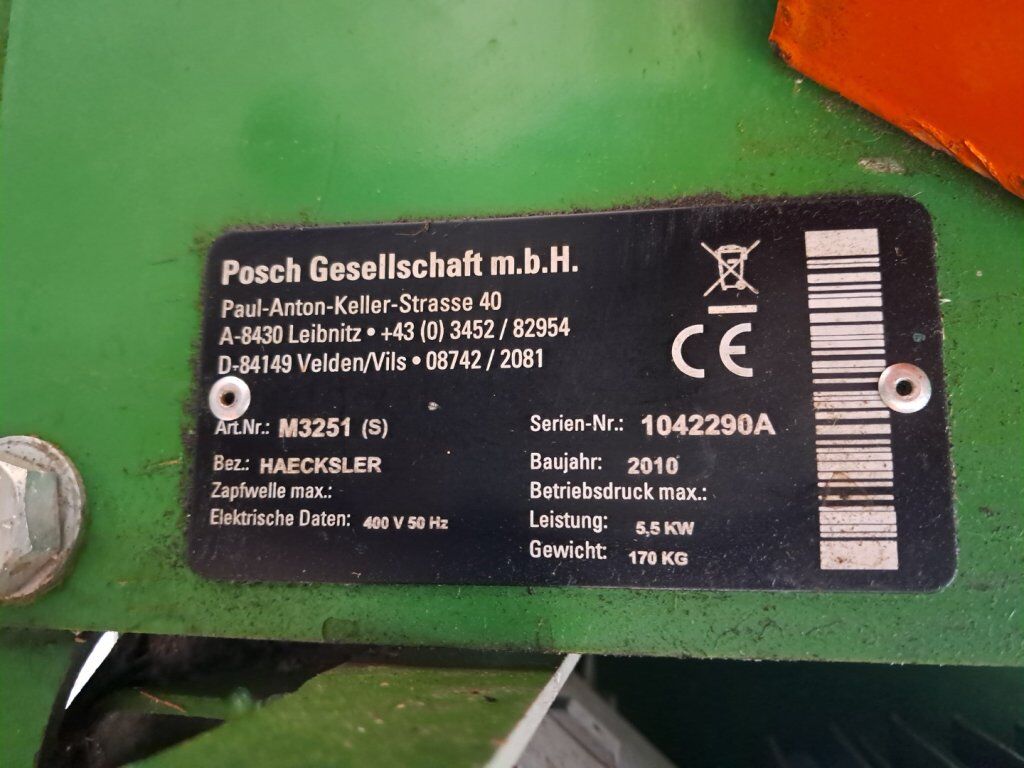 Posch Gesellschaft m.b.H.
Paul-Anton-Keller-Strasse 40
A-8430 Leibnitz • +43 (0) 3452 / 82954
D-84149 Velden/Vils • 08742 / 2081
CE
Art.Nr.: M3251 (S)
Serien-Nr.: 1042290A
Bez.: HAECKSLER
Baujahr: 2010
Zapfwelle max.:
Betriebsdruck max.:
Elektrische Daten: 400 V 50 Hz
Leistung: 5,5 KW
Gewicht: 170 KG